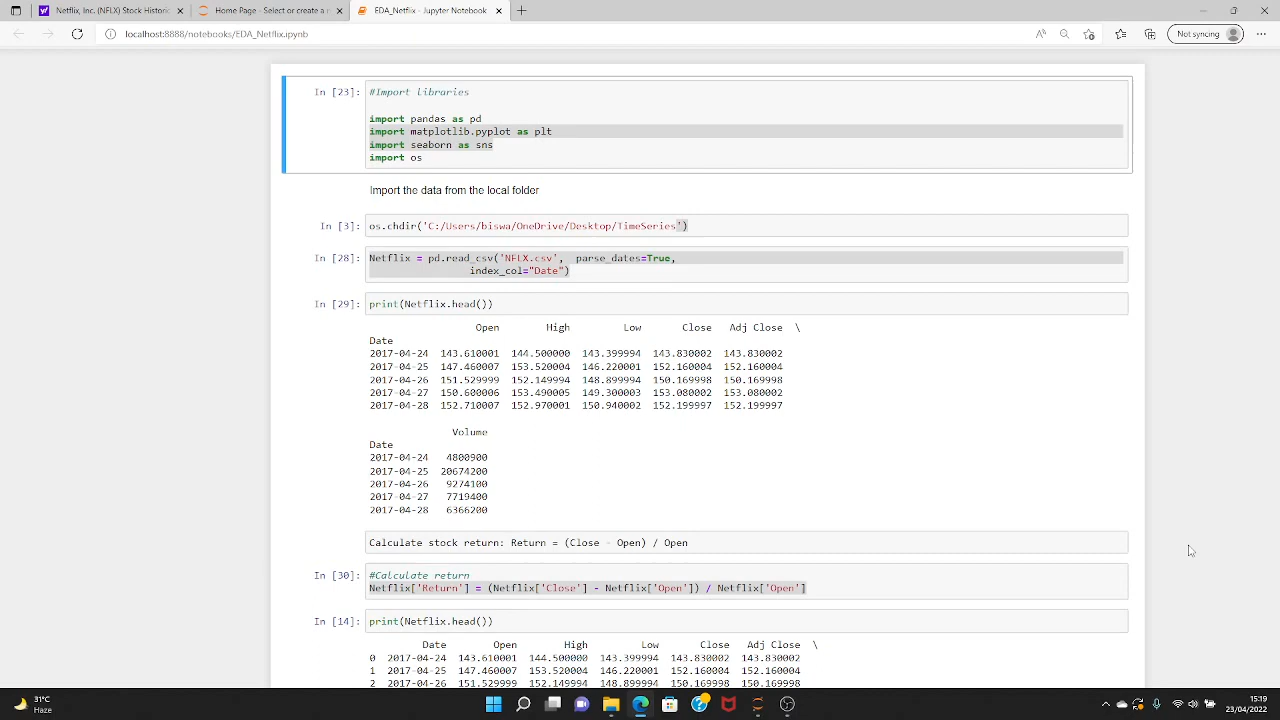 Netflix, Inc. (NFLX) Stock Historic
Home Page - Select or create a n
EDA_Netflix - Jupyter Notebook
localhost:8888/notebooks/EDA_Netflix.ipynb
Not syncing
In [23]:
#Import libraries
import pandas as pd
import matplotlib.pyplot as plt
import seaborn as sns
import os
Import the data from the local folder
In [3]:
os.chdir('C:/Users/biswa/OneDrive/Desktop/TimeSeries')
In [28]:
Netflix = pd.read_csv('NFLX.csv',  parse_dates=True,
index_col="Date")
In [29]:
print(Netflix.head())
Open High Low Close Adj Close \
Date
2017-04-24 143.610001 144.500000 143.399994 143.830002 143.830002
2017-04-25 147.460007 153.520004 146.220001 152.160004 152.160004
2017-04-26 151.529999 152.149994 148.899994 150.169998 150.169998
2017-04-27 150.600006 153.490005 149.300003 153.080002 153.080002
2017-04-28 152.710007 152.970001 150.940002 152.199997 152.199997
Volume
Date
2017-04-24 4800900
2017-04-25 20674200
2017-04-26 9274100
2017-04-27 7719400
2017-04-28 6366200
Calculate stock return: Return = (Close - Open) / Open
In [30]:
#Calculate return
Netflix['Return'] = (Netflix['Close'] - Netflix['Open']) / Netflix['Open']
In [14]:
print(Netflix.head())
Date Open High Low Close Adj Close \
0 2017-04-24 143.610001 144.500000 143.399994 143.830002 143.830002
1 2017-04-25 147.460007 153.520004 146.220001 152.160004 152.160004
2 2017-04-26 151.529999 152.149994 148.899994 150.169998 150.169998
31°C
Haze
15:19
23/04/2022